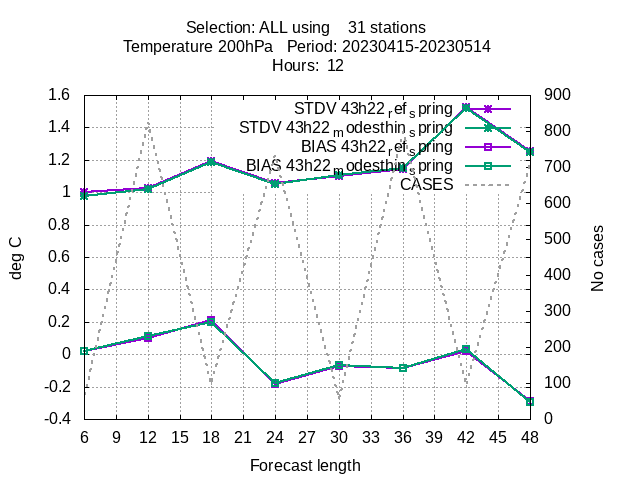 Selection: ALL using    31 stations
Temperature 200hPa   Period: 20230415-20230514
Hours: 12
STDV 43h22_ref_spring
STDV 43h22_modesthin_spring
BIAS 43h22_ref_spring
BIAS 43h22_modesthin_spring
CASES
1.6
1.4
1.2
1
0.8
0.6
0.4
0.2
0
-0.2
-0.4
deg C
900
800
700
600
500
400
300
200
100
0
No cases
6 9 12 15 18 21 24 27 30 33 36 39 42 45 48
Forecast length